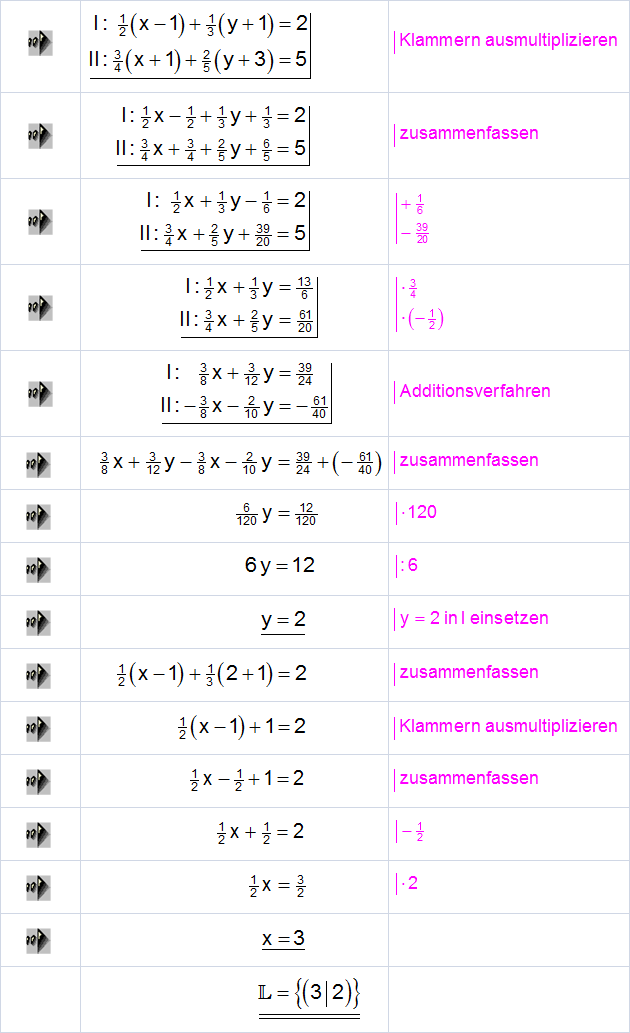 I: 1/2(x − 1) + 1/3(y + 1) = 2
II: 3/4(x + 1) + 2/5(y + 3) = 5
|Klammern ausmultiplizieren
I: 1/2x − 1/2 + 1/3y + 1/3 = 2
II: 3/4x + 3/4 + 2/5y + 6/5 = 5
|zusammenfassen
I: 1/2x + 1/3y − 1/6 = 2
II: 3/4x + 2/5y + 39/20 = 5
|+ 1/6
|− 39/20
I: 1/2x + 1/3y = 13/6
II: 3/4x + 2/5y = 61/20
|· 3/4
|· (−1/2)
I: 3/8x + 3/12y = 39/24
II: −3/8x − 2/10y = −61/40
|Additionsverfahren
3/8x + 3/12y − 3/8x − 2/10y = 39/24 + (−61/40)
|zusammenfassen
6/120y = 12/120
|· 120
6y = 12
|: 6
y = 2
|y = 2 in I einsetzen
1/2(x − 1) + 1/3(2 + 1) = 2
|zusammenfassen
1/2(x − 1) + 1 = 2
|Klammern ausmultiplizieren
1/2x − 1/2 + 1 = 2
|zusammenfassen
1/2x + 1/2 = 2
|− 1/2
1/2x = 3/2
|· 2
x = 3
𝕃 = {(3|2)}